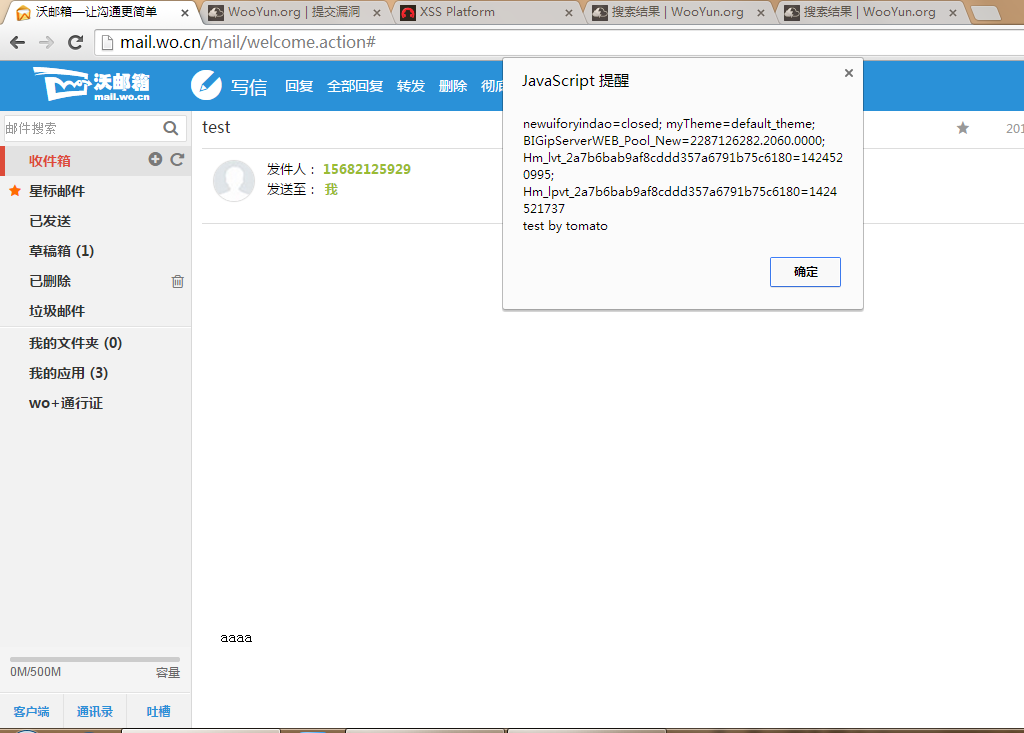 沃邮箱—让沟通更简单
WooYun.org | 提交漏洞
XSS Platform
搜索结果 | WooYun.org
搜索结果 | WooYun.org
mail.wo.cn/mail/welcome.action#
沃邮箱
mail.wo.cn
写信 回复 全部回复 转发 删除
JavaScript 提醒
newuiforyindao=closed; myTheme=default_theme;
BIGipServerWEB_Pool_New=2287126282.2060.0000;
Hm_lvt_2a7b6bab9af8cddd357a6791b75c6180=142452
0995;
Hm_lpvt_2a7b6bab9af8cddd357a6791b75c6180=1424
521737
test by tomato
确定
邮件搜索
收件箱
星标邮件
已发送
草稿箱 (1)
已删除
垃圾邮件
我的文件夹 (0)
我的应用 (3)
wo+通行证
test
201
发件人： 15682125929
发送至： 我
aaaa
0M/500M 容量
客户端 通讯录 吐槽